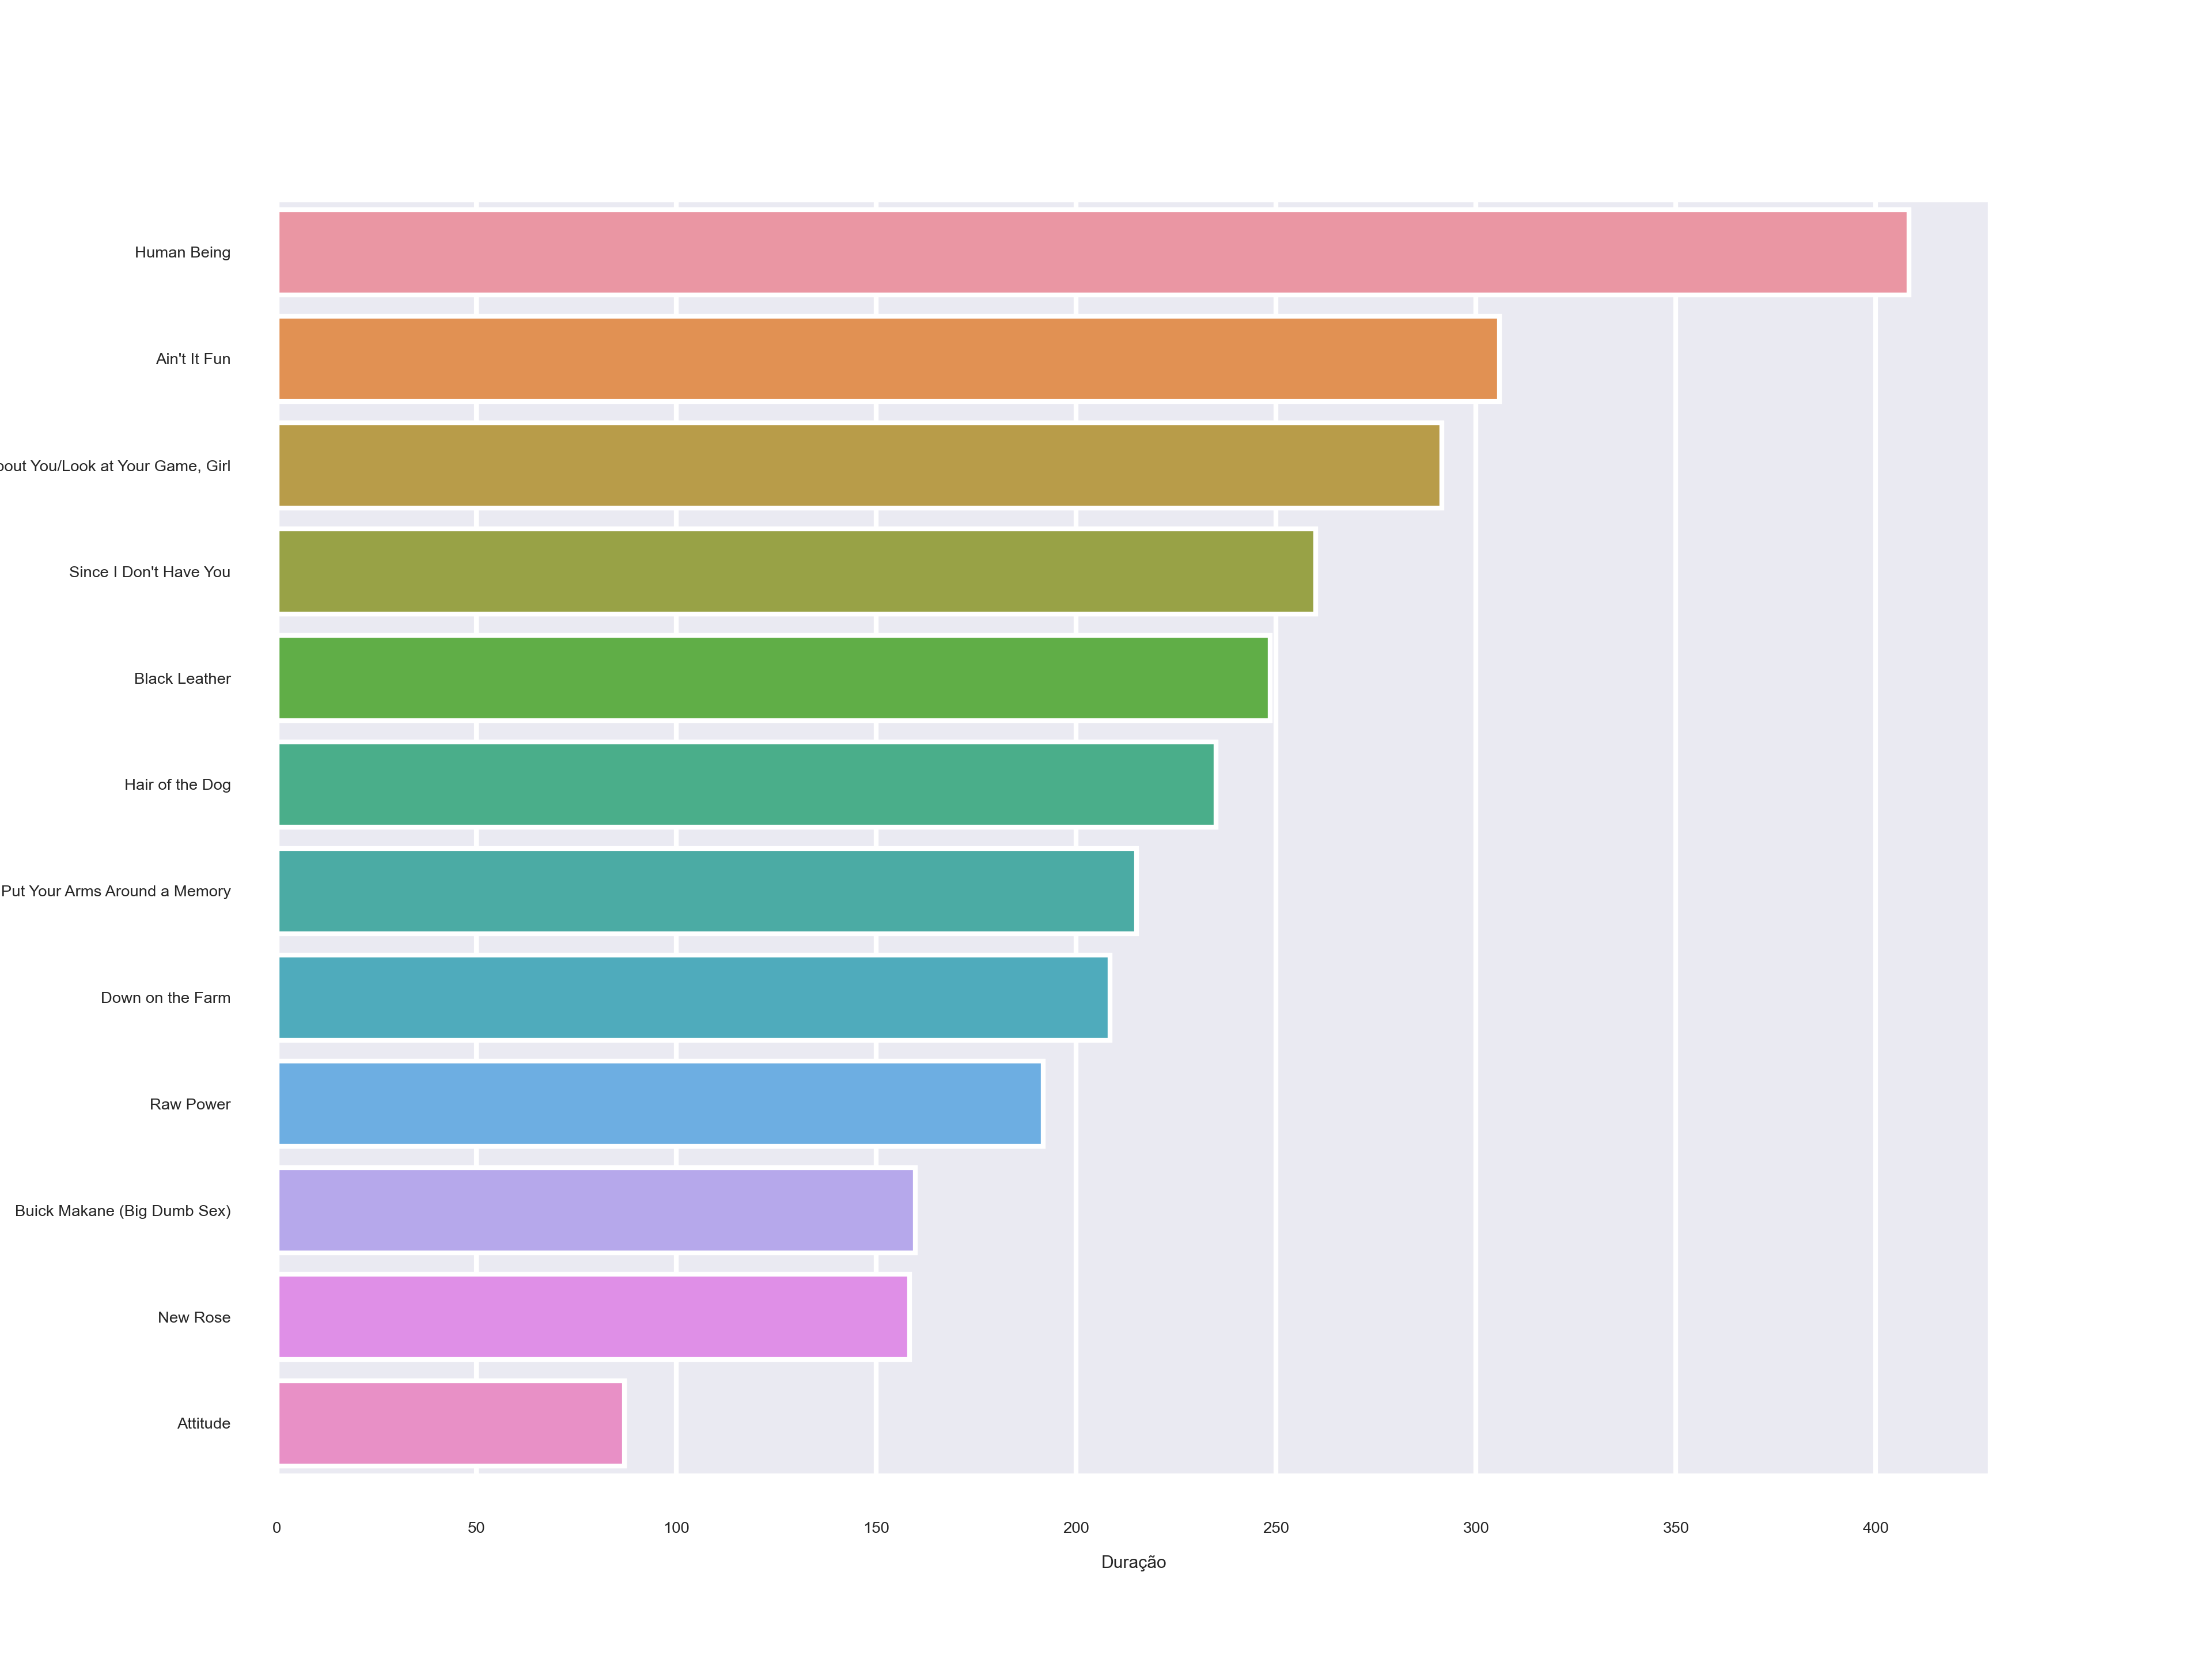 Human Being
Ain't It Fun
You/Look at Your Game, Girl
Since I Don't Have You
Black Leather
Hair of the Dog
Put Your Arms Around a Memory
Down on the Farm
Raw Power
Buick Makane (Big Dumb Sex)
New Rose
Attitude
0 50 100 150 200 250 300 350 400
Duração